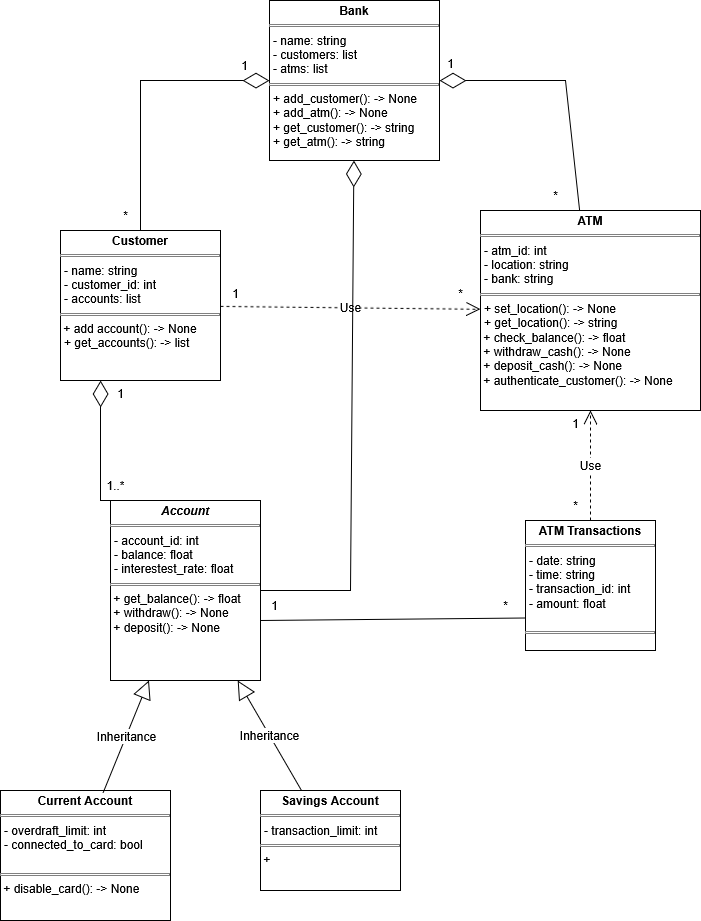 Bank
- name: string
- customers: list
- atms: list
+ add_customer(): -> None
+ add_atm(): -> None
+ get_customer(): -> string
+ get_atm(): -> string
1
1
*
*
Customer
- name: string
- customer_id: int
- accounts: list
+ add account(): -> None
+ get_accounts(): -> list
1
Use
*
ATM
- atm_id: int
- location: string
- bank: string
+ set_location(): -> None
+ get_location(): -> string
+ check_balance(): -> float
+ withdraw_cash(): -> None
+ deposit_cash(): -> None
+ authenticate_customer(): -> None
1
1..*
1
Use
*
Account
- account_id: int
- balance: float
- interestest_rate: float
+ get_balance(): -> float
+ withdraw(): -> None
+ deposit(): -> None
1
*
ATM Transactions
- date: string
- time: string
- transaction_id: int
- amount: float
Inheritance
Inheritance
Current Account
- overdraft_limit: int
- connected_to_card: bool
+ disable_card(): -> None
Savings Account
- transaction_limit: int
+